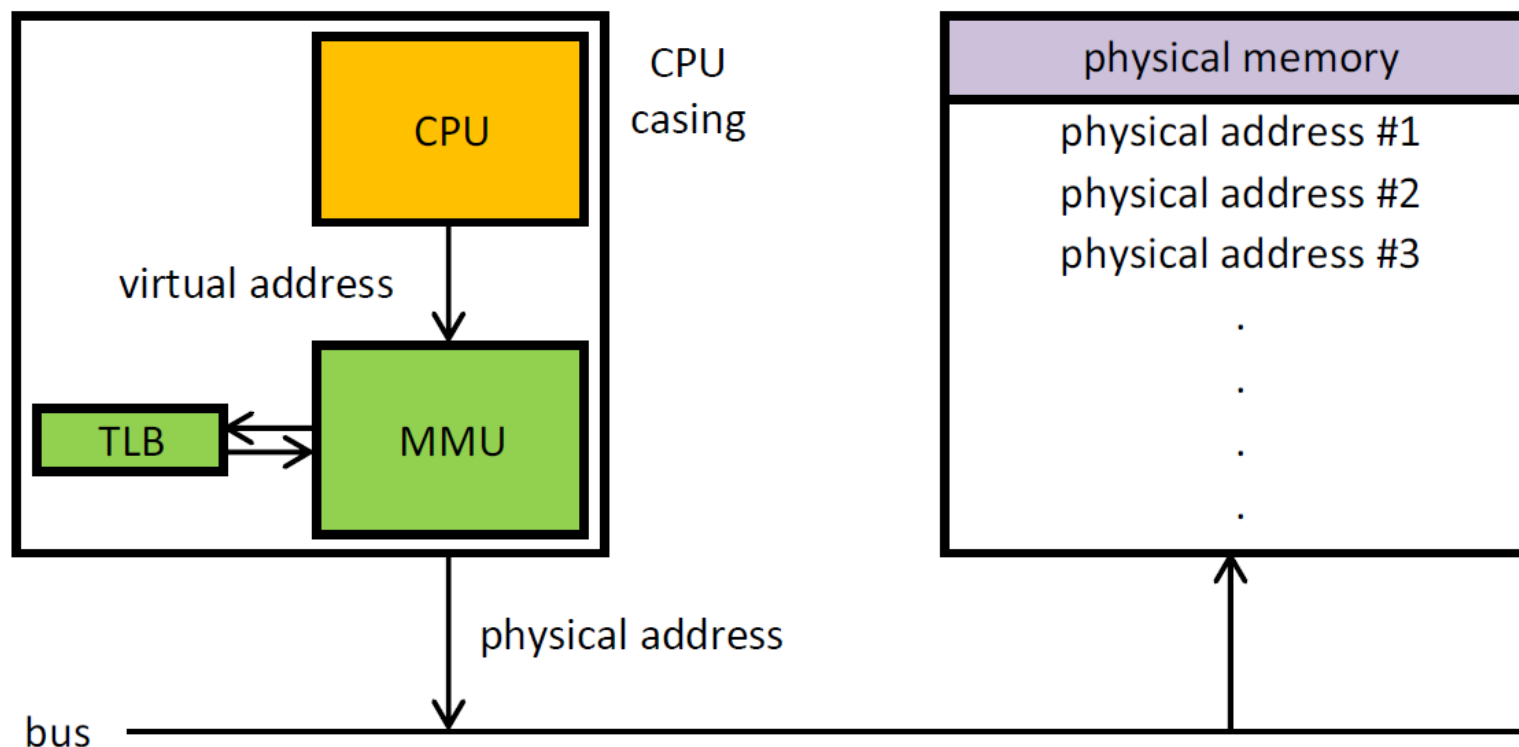 CPU
CPU
casing
virtual address
TLB
MMU
physical address
bus
physical memory
physical address #1
physical address #2
physical address #3
.
.
.
.